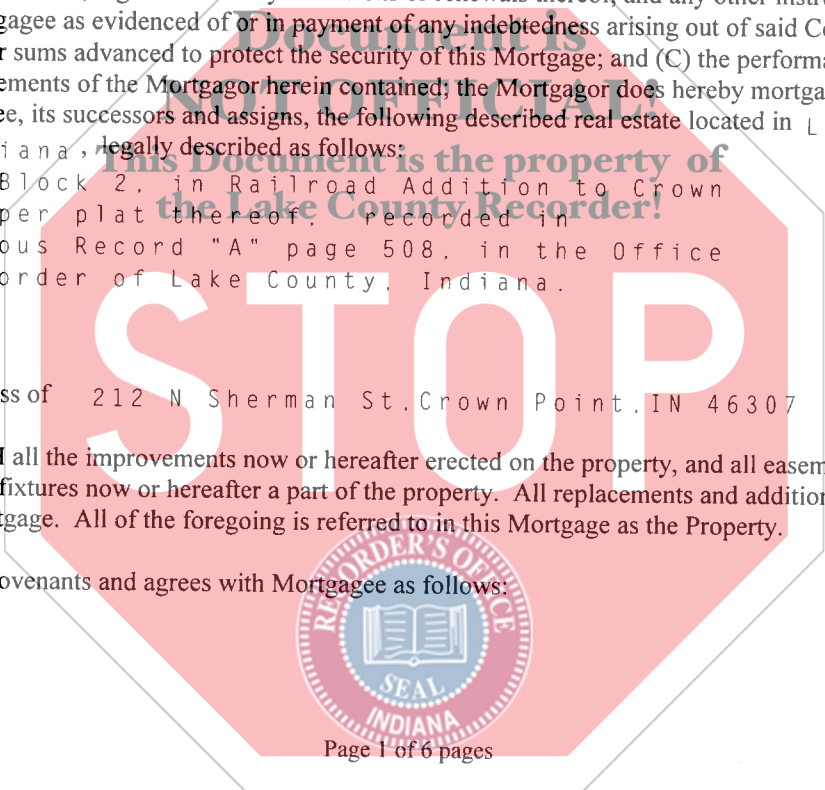 gagee as evidenced of or in payment of any indebtedness arising out of said
Document is
r sums advanced to protect the security of this Mortgage; and (C) the
ements of the Mortgagor herein contained; the Mortgagor does hereby
NOT OFFICIAL!
ee, its successors and assigns, the following described real estate located in L
iana, legally described as follows:
This Document is the property of
Block 2, in Railroad Addition to Crown
the Lake County Recorder!
per plat thereof, recorded in
ous Record "A" page 508, in the Office
order of Lake County, Indiana.
STOP
ss of 212 N Sherman St,Crown Point,IN 46307
all the improvements now or hereafter erected on the property, and all
fixtures now or hereafter a part of the property. All replacements and
tgage. All of the foregoing is referred to in this Mortgage as the Property.
ovenants and agrees with Mortgagee as follows:
RECORDER'S OFFICE
SEAL
INDIANA
Page 1 of 6 pages